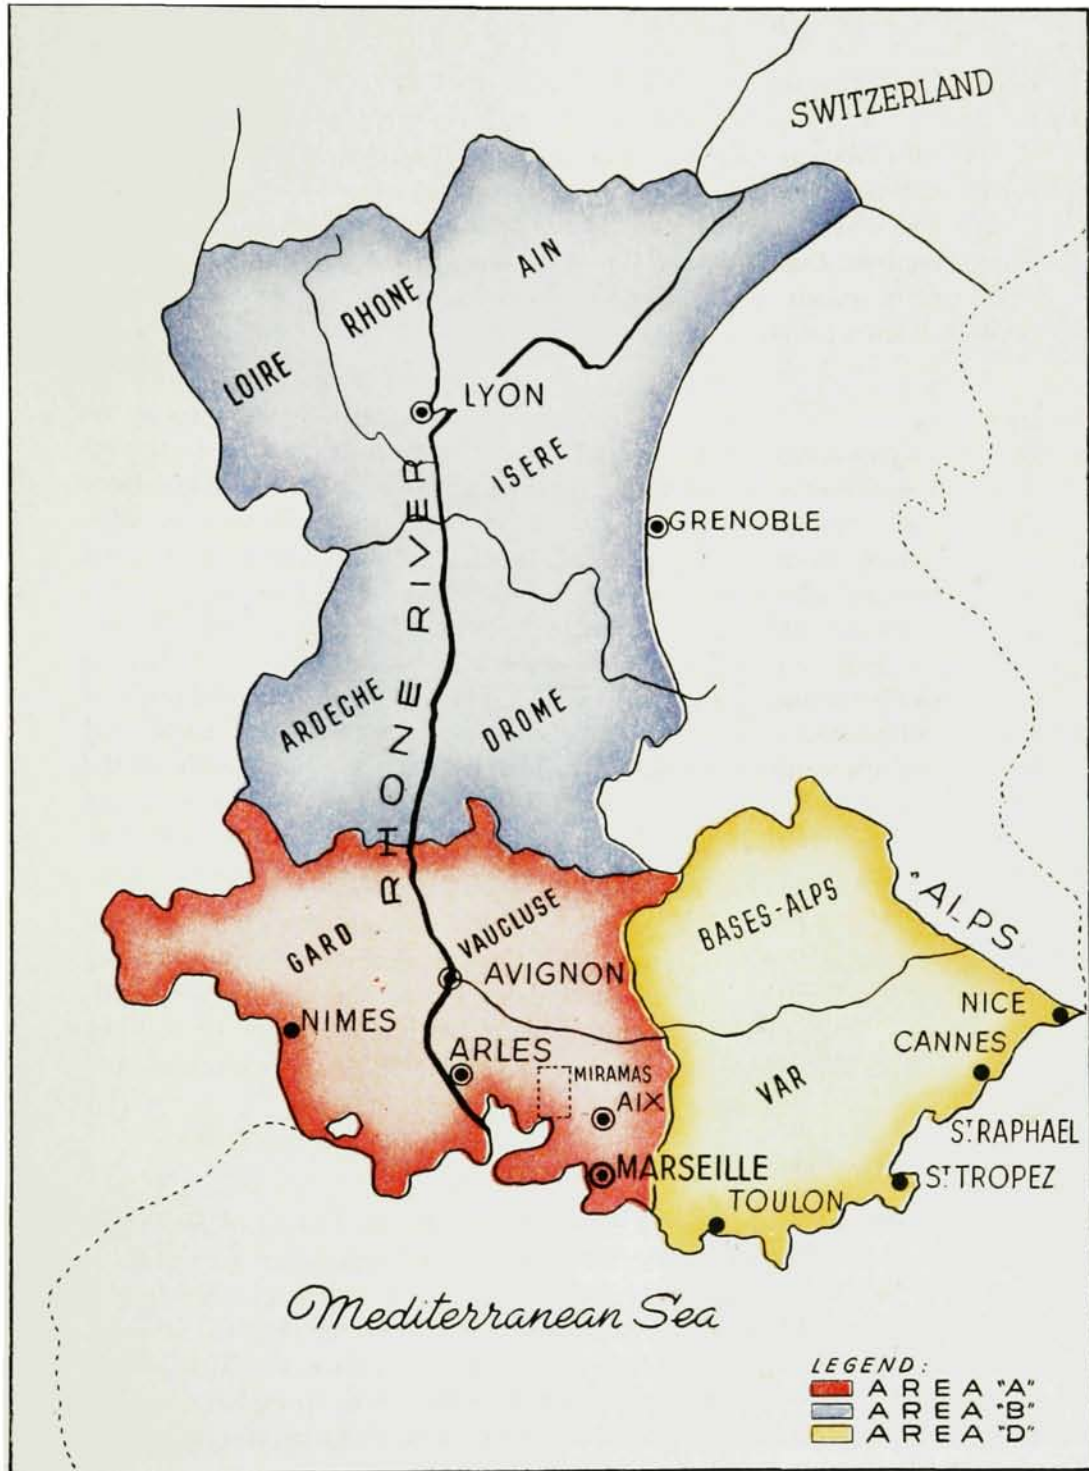 SWITZERLAND
AIN
RHONE
LOIRE
LYON
ISERE
GRENOBLE
RHONE RIVER
ARDECHE
DROME
"ALPS
BASES-ALPS
GARD
VAUCLUSE
AVIGNON
NICE
NIMES
CANNES
ARLES
MIRAMAS
VAR
AIX
ST. RAPHAEL
MARSEILLE
ST. TROPEZ
TOULON
Mediterranean Sea
LEGEND:
AREA "A"
AREA "B"
AREA "D"